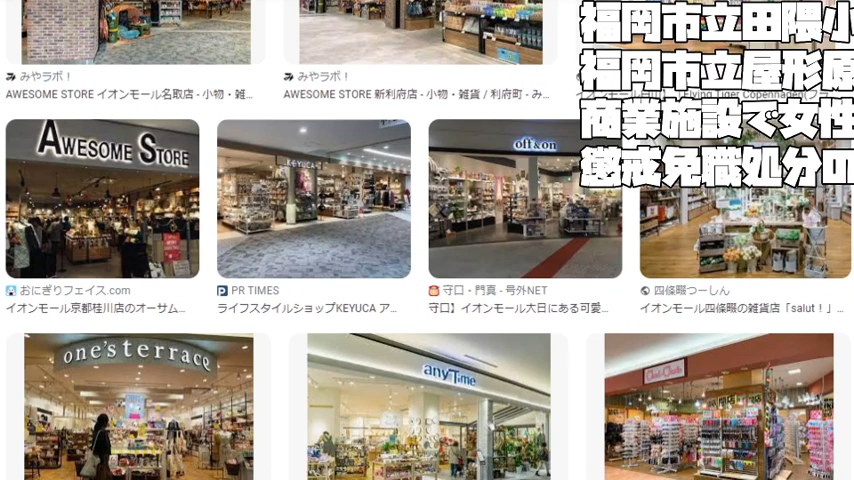 福岡市立田隈小
福岡市立屋形原
商業施設で女性
懲戒免職処分の
みやラボ！
AWESOME STORE イオンモール名取店 - 小物・雑...
みやラボ！
AWESOME STORE 新利府店 - 小物・雑貨 / 利府町 - み...
AWESOME STORE
KEYUCA
off&on
おにぎりフェイス.com
イオンモール京都桂川店のオーサム...
PR TIMES
ライフスタイルショップKEYUCA ア...
守口・門真 - 号外NET
守口】イオンモール大日にある可愛...
四條畷つーしん
イオンモール四條畷の雑貨店「salut！」...
one'sterrace
anyTime
Chu-Chule